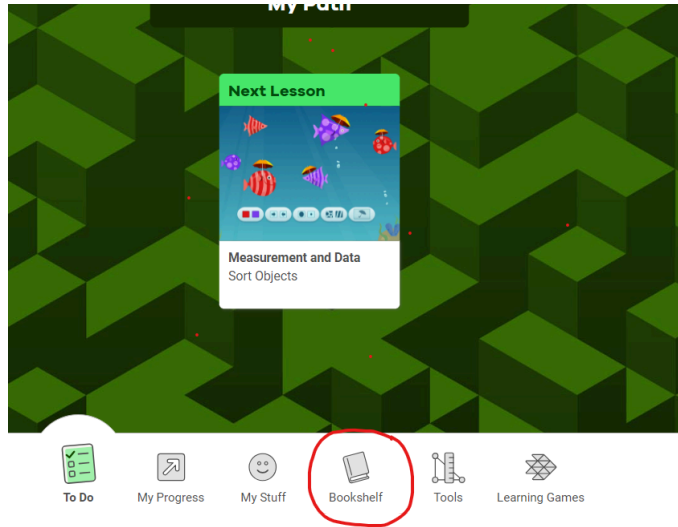 My Path
Next Lesson
Measurement and Data
Sort Objects
To Do
My Progress
My Stuff
Bookshelf
Tools
Learning Games